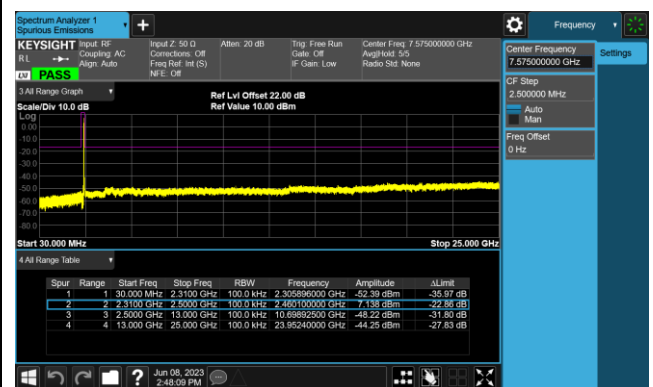 Spectrum Analyzer 1
Spurious Emissions
Frequency
KEYSIGHT
RL
LXI PASS
Input: RF
Coupling: AC
Align: Auto
Input Z: 50 Ω
Corrections: Off
Freq Ref: Int (S)
NFE: Off
Atten: 20 dB
Trig: Free Run
Gate: Off
IF Gain: Low
Center Freq: 7.575000000 GHz
Avg|Hold: 5/5
Radio Std: None
Center Frequency
7.575000000 GHz
Settings
CF Step
2.500000 MHz
Auto
Man
Freq Offset
0 Hz
3 All Range Graph
Scale/Div 10.0 dB
Ref Lvl Offset 22.00 dB
Ref Value 10.00 dBm
Log
0.00
-10.0
-20.0
-30.0
-40.0
-50.0
-60.0
-70.0
-80.0
Start 30.000 MHz
Stop 25.000 GHz
4 All Range Table
Spur Range Start Freq Stop Freq RBW Frequency Amplitude ΔLimit
1 1 30.000 MHz 2.3100 GHz 100.0 kHz 2.305896000 GHz -52.39 dBm -35.97 dB
2 2 2.3100 GHz 2.5000 GHz 100.0 kHz 2.460100000 GHz 7.138 dBm -22.86 dB
3 3 2.5000 GHz 13.000 GHz 100.0 kHz 10.69892500 GHz -48.22 dBm -31.80 dB
4 4 13.000 GHz 25.000 GHz 100.0 kHz 23.95240000 GHz -44.25 dBm -27.83 dB
Jun 08, 2023
2:48:09 PM